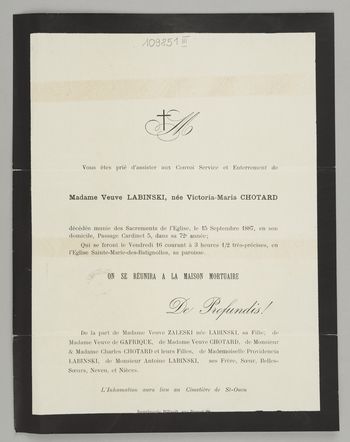 109851 III
M
Vous êtes prié d'assister aux Convoi Service et Enterrement de
Madame Veuve LABINSKI, née Victoria-Maria CHOTARD
décédée munie des Sacrements de l'Eglise, le 15 Septembre 1887, en son
domicile, Passage Cardinet 5, dans sa 72e année;
Qui se feront le Vendredi 16 courant à 3 heures 1/2 très-précises, en
l'Eglise Sainte-Marie-des-Batignolles, sa paroisse.
ON SE RÉUNIRA A LA MAISON MORTUAIRE
De Profundis!
De la part de Madame Veuve ZALESKI née LABINSKI, sa Fille; de
Madame Veuve de GAFRIQUE, de Madame Veuve CHOTARD, de Monsieur
& Madame Charles CHOTARD et leurs Filles, de Mademoiselle Providencia
LABINSKI, de Monsieur Antoine LABINSKI, ses Frère, Sœur, Belles-
Sœurs, Neveu, et Nièces.
L'Inhumation aura lieu au Cimetière de St-Ouen